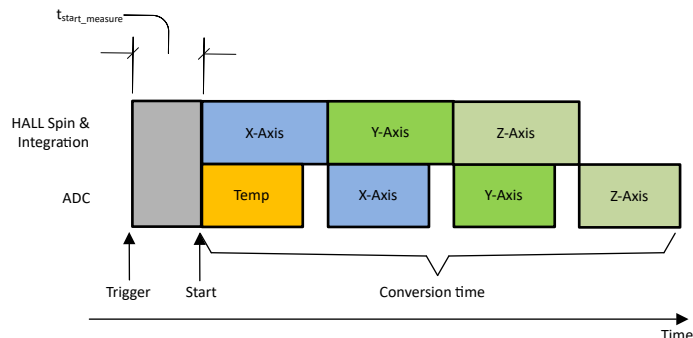 tstart_measure
HALL Spin &
Integration
X-Axis
Y-Axis
Z-Axis
ADC
Temp
X-Axis
Y-Axis
Z-Axis
Trigger
Start
Conversion time
Time